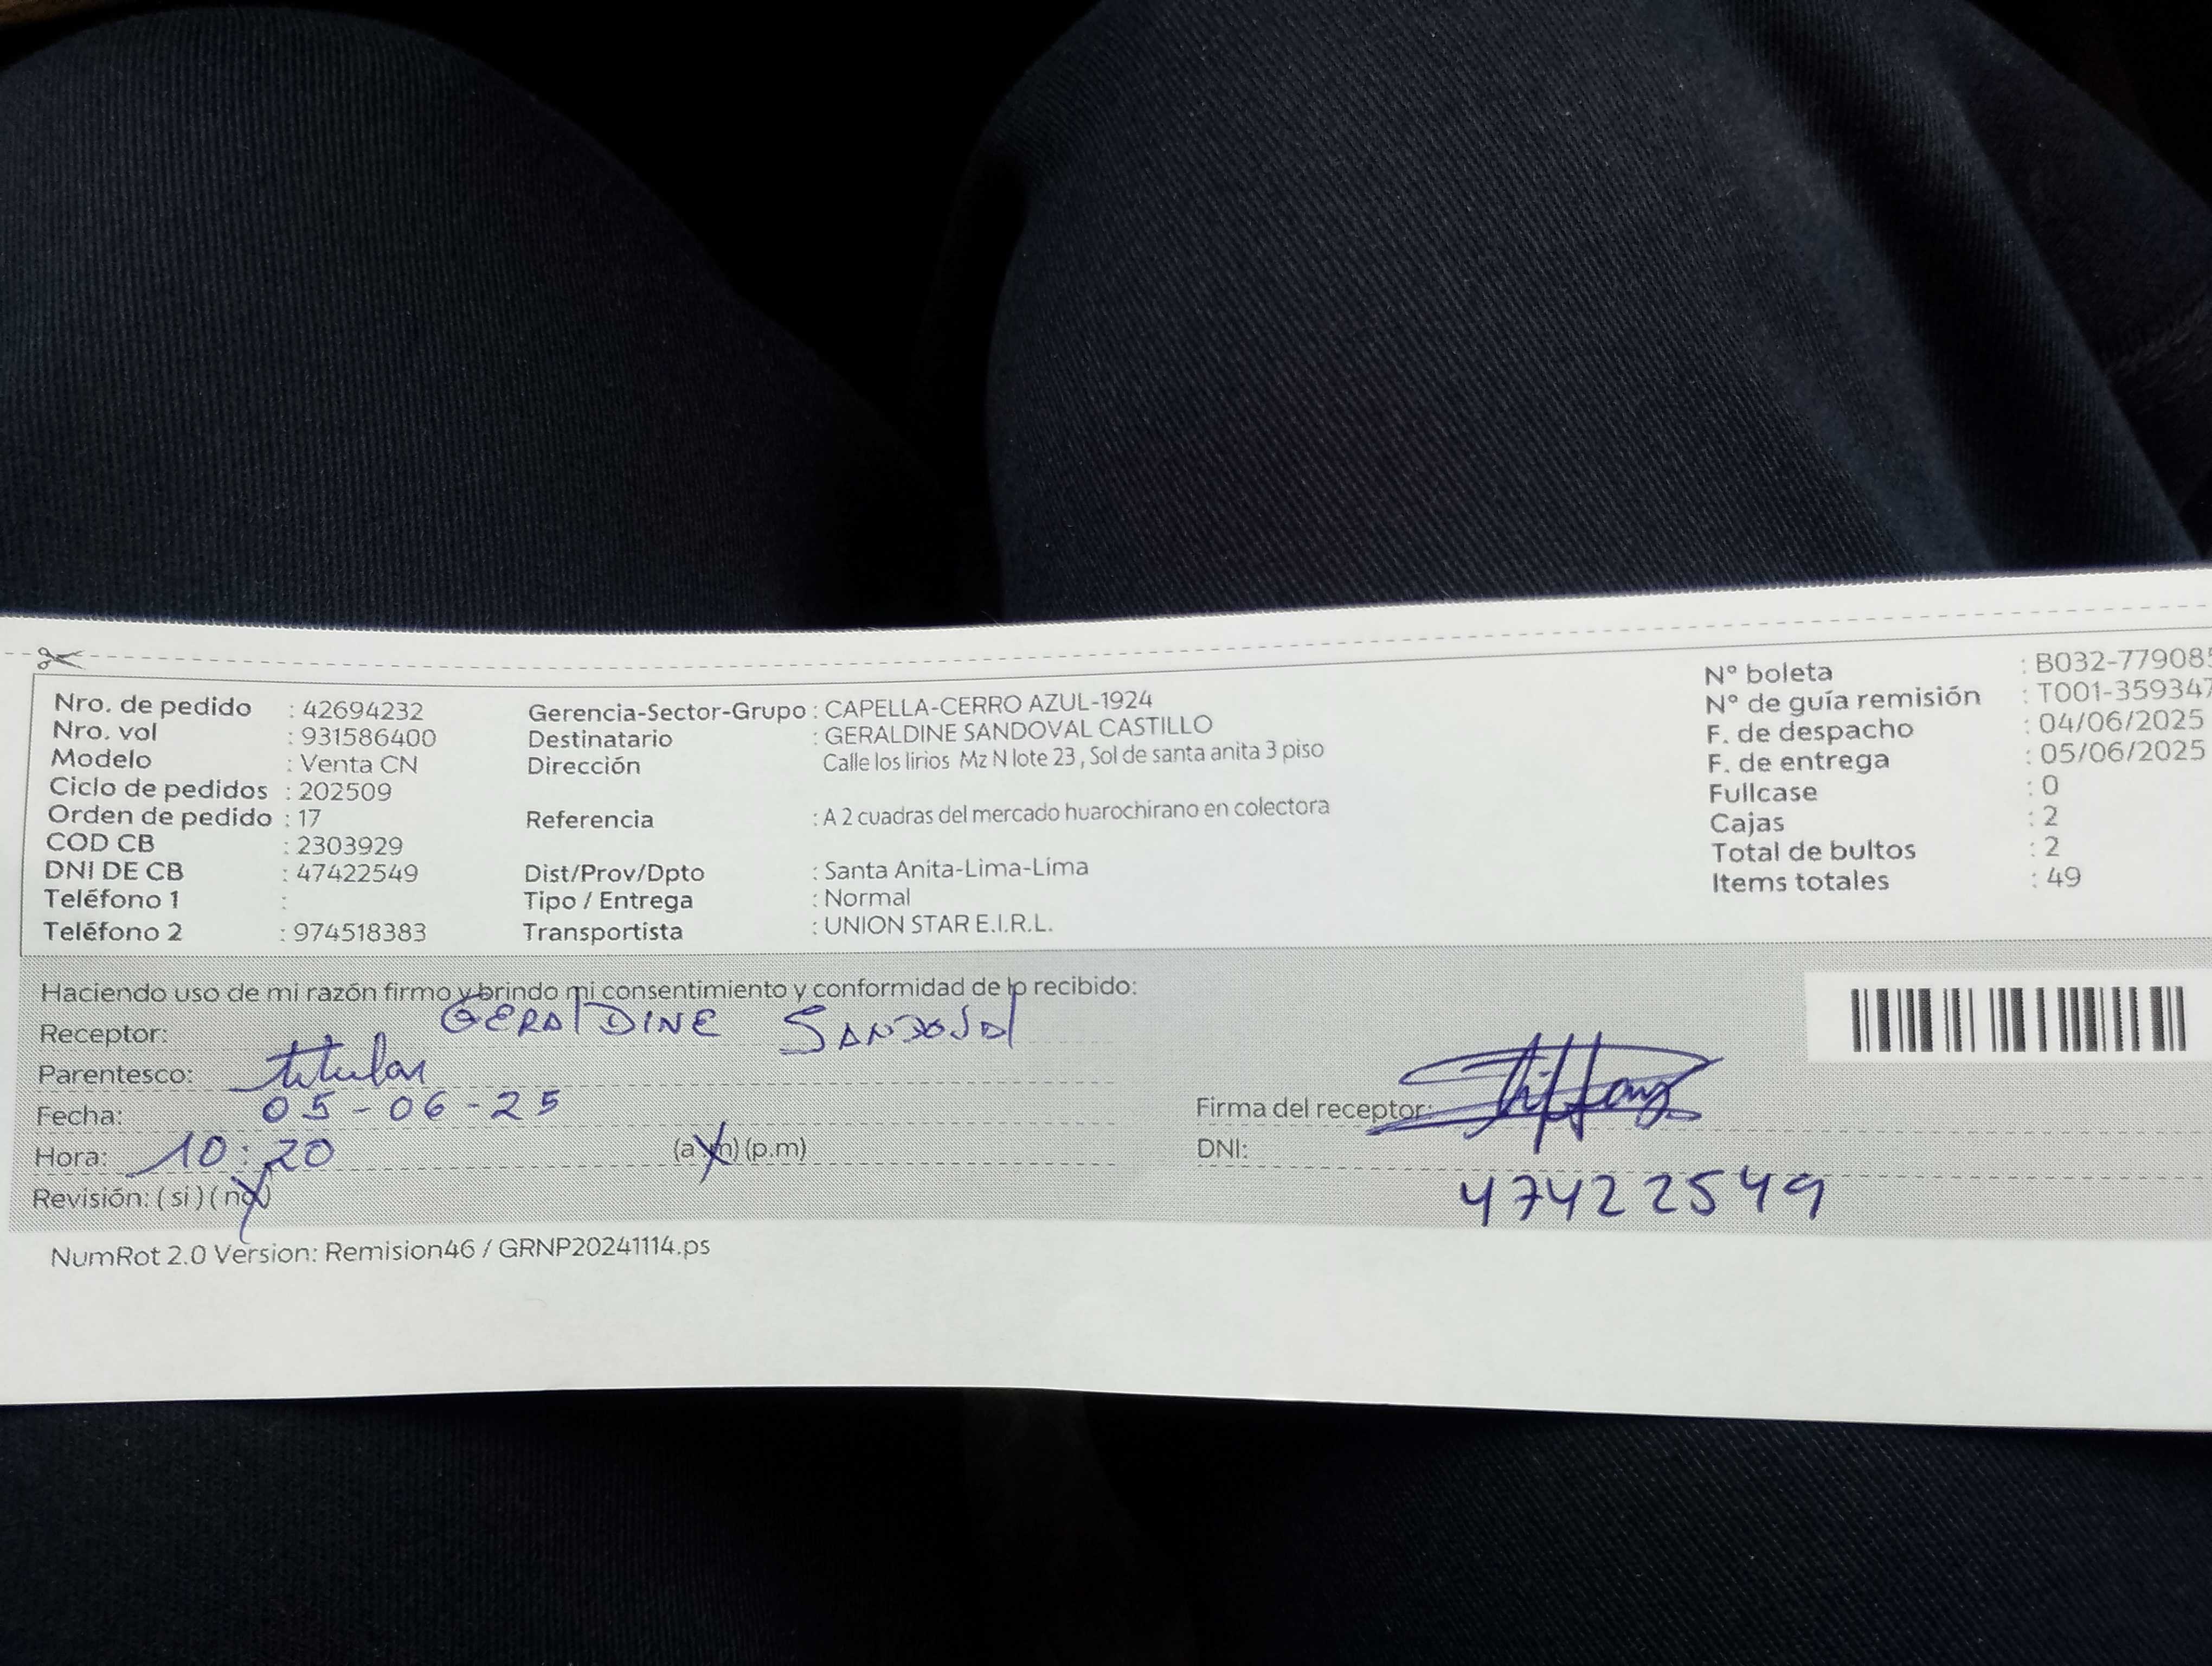 Nro. de pedido : 42694232
Nro. vol : 931586400
Modelo : Venta CN
Ciclo de pedidos : 202509
Orden de pedido : 17
COD CB : 2303929
DNI DE CB : 47422549
Teléfono 1 :
Teléfono 2 : 974518383
Gerencia-Sector-Grupo : CAPELLA-CERRO AZUL-1924
Destinatario : GERALDINE SANDOVAL CASTILLO
Dirección Calle los lirios Mz N lote 23 , Sol de santa anita 3 piso
Referencia : A 2 cuadras del mercado huarochirano en colectora
Dist/Prov/Dpto : Santa Anita-Lima-Lima
Tipo / Entrega : Normal
Transportista : UNION STAR E.I.R.L.
N° boleta : B032-77908
N° de guía remisión : T001-35934
F. de despacho : 04/06/2025
F. de entrega : 05/06/2025
Fullcase : 0
Cajas : 2
Total de bultos : 2
Items totales : 49
Haciendo uso de mi razón firmo y brindo mi consentimiento y conformidad de lo recibido:
Receptor: GERALDINE SANDOVAL
Parentesco: titular
Fecha: 05-06-25
Hora: 10:20 (a.m) (p.m)
Revisión: (si) (no)
Firma del receptor:
DNI: 47422549
NumRot 2.0 Version: Remision46 / GRNP20241114.ps